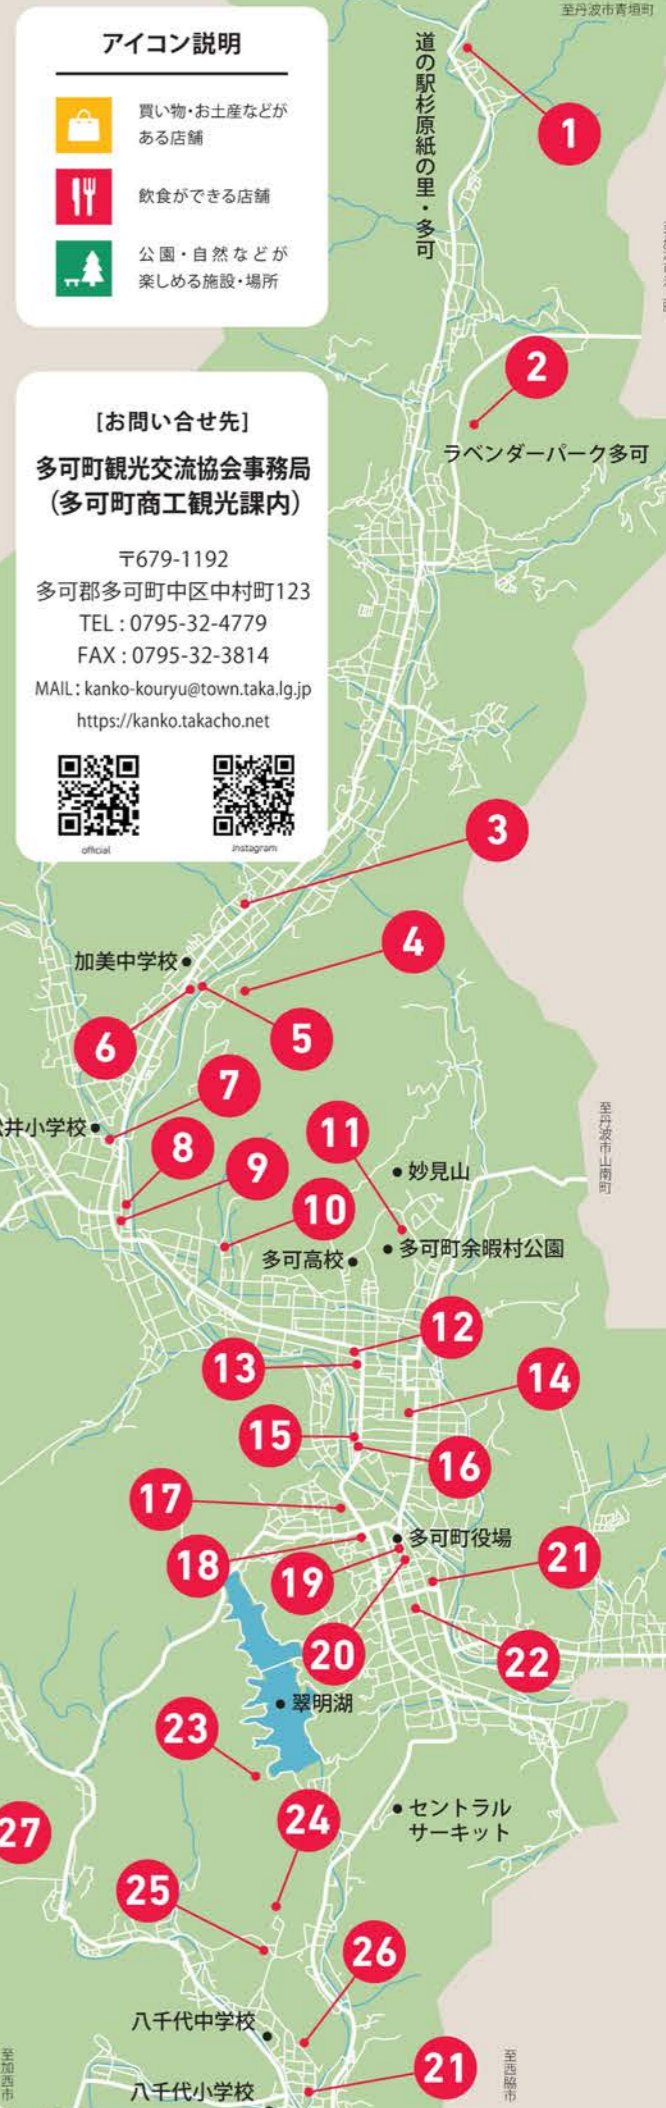 アイコン説明
買い物・お土産などが
ある店舗
飲食ができる店舗
公園・自然などが
楽しめる施設・場所
[お問い合せ先]
多可町観光交流協会事務局
(多可町商工観光課内)
〒679-1192
多可郡多可町中区中村町123
TEL : 0795-32-4779
FAX : 0795-32-3814
MAIL : kanko-kouryu@town.taka.lg.jp
https://kanko.takacho.net
official
instagram
至丹波市青垣町
道の駅杉原紙の里・多可
1
2
ラベンダーパーク多可
3
4
加美中学校
5
6
7
井小学校
至丹波市山南町
8
11
9
妙見山
10
多可町余暇村公園
多可高校
12
13
14
15
16
17
多可町役場
18
21
19
20
22
翠明湖
23
セントラル
サーキット
24
27
25
26
八千代中学校
21
至加西市
至西脇市
八千代小学校